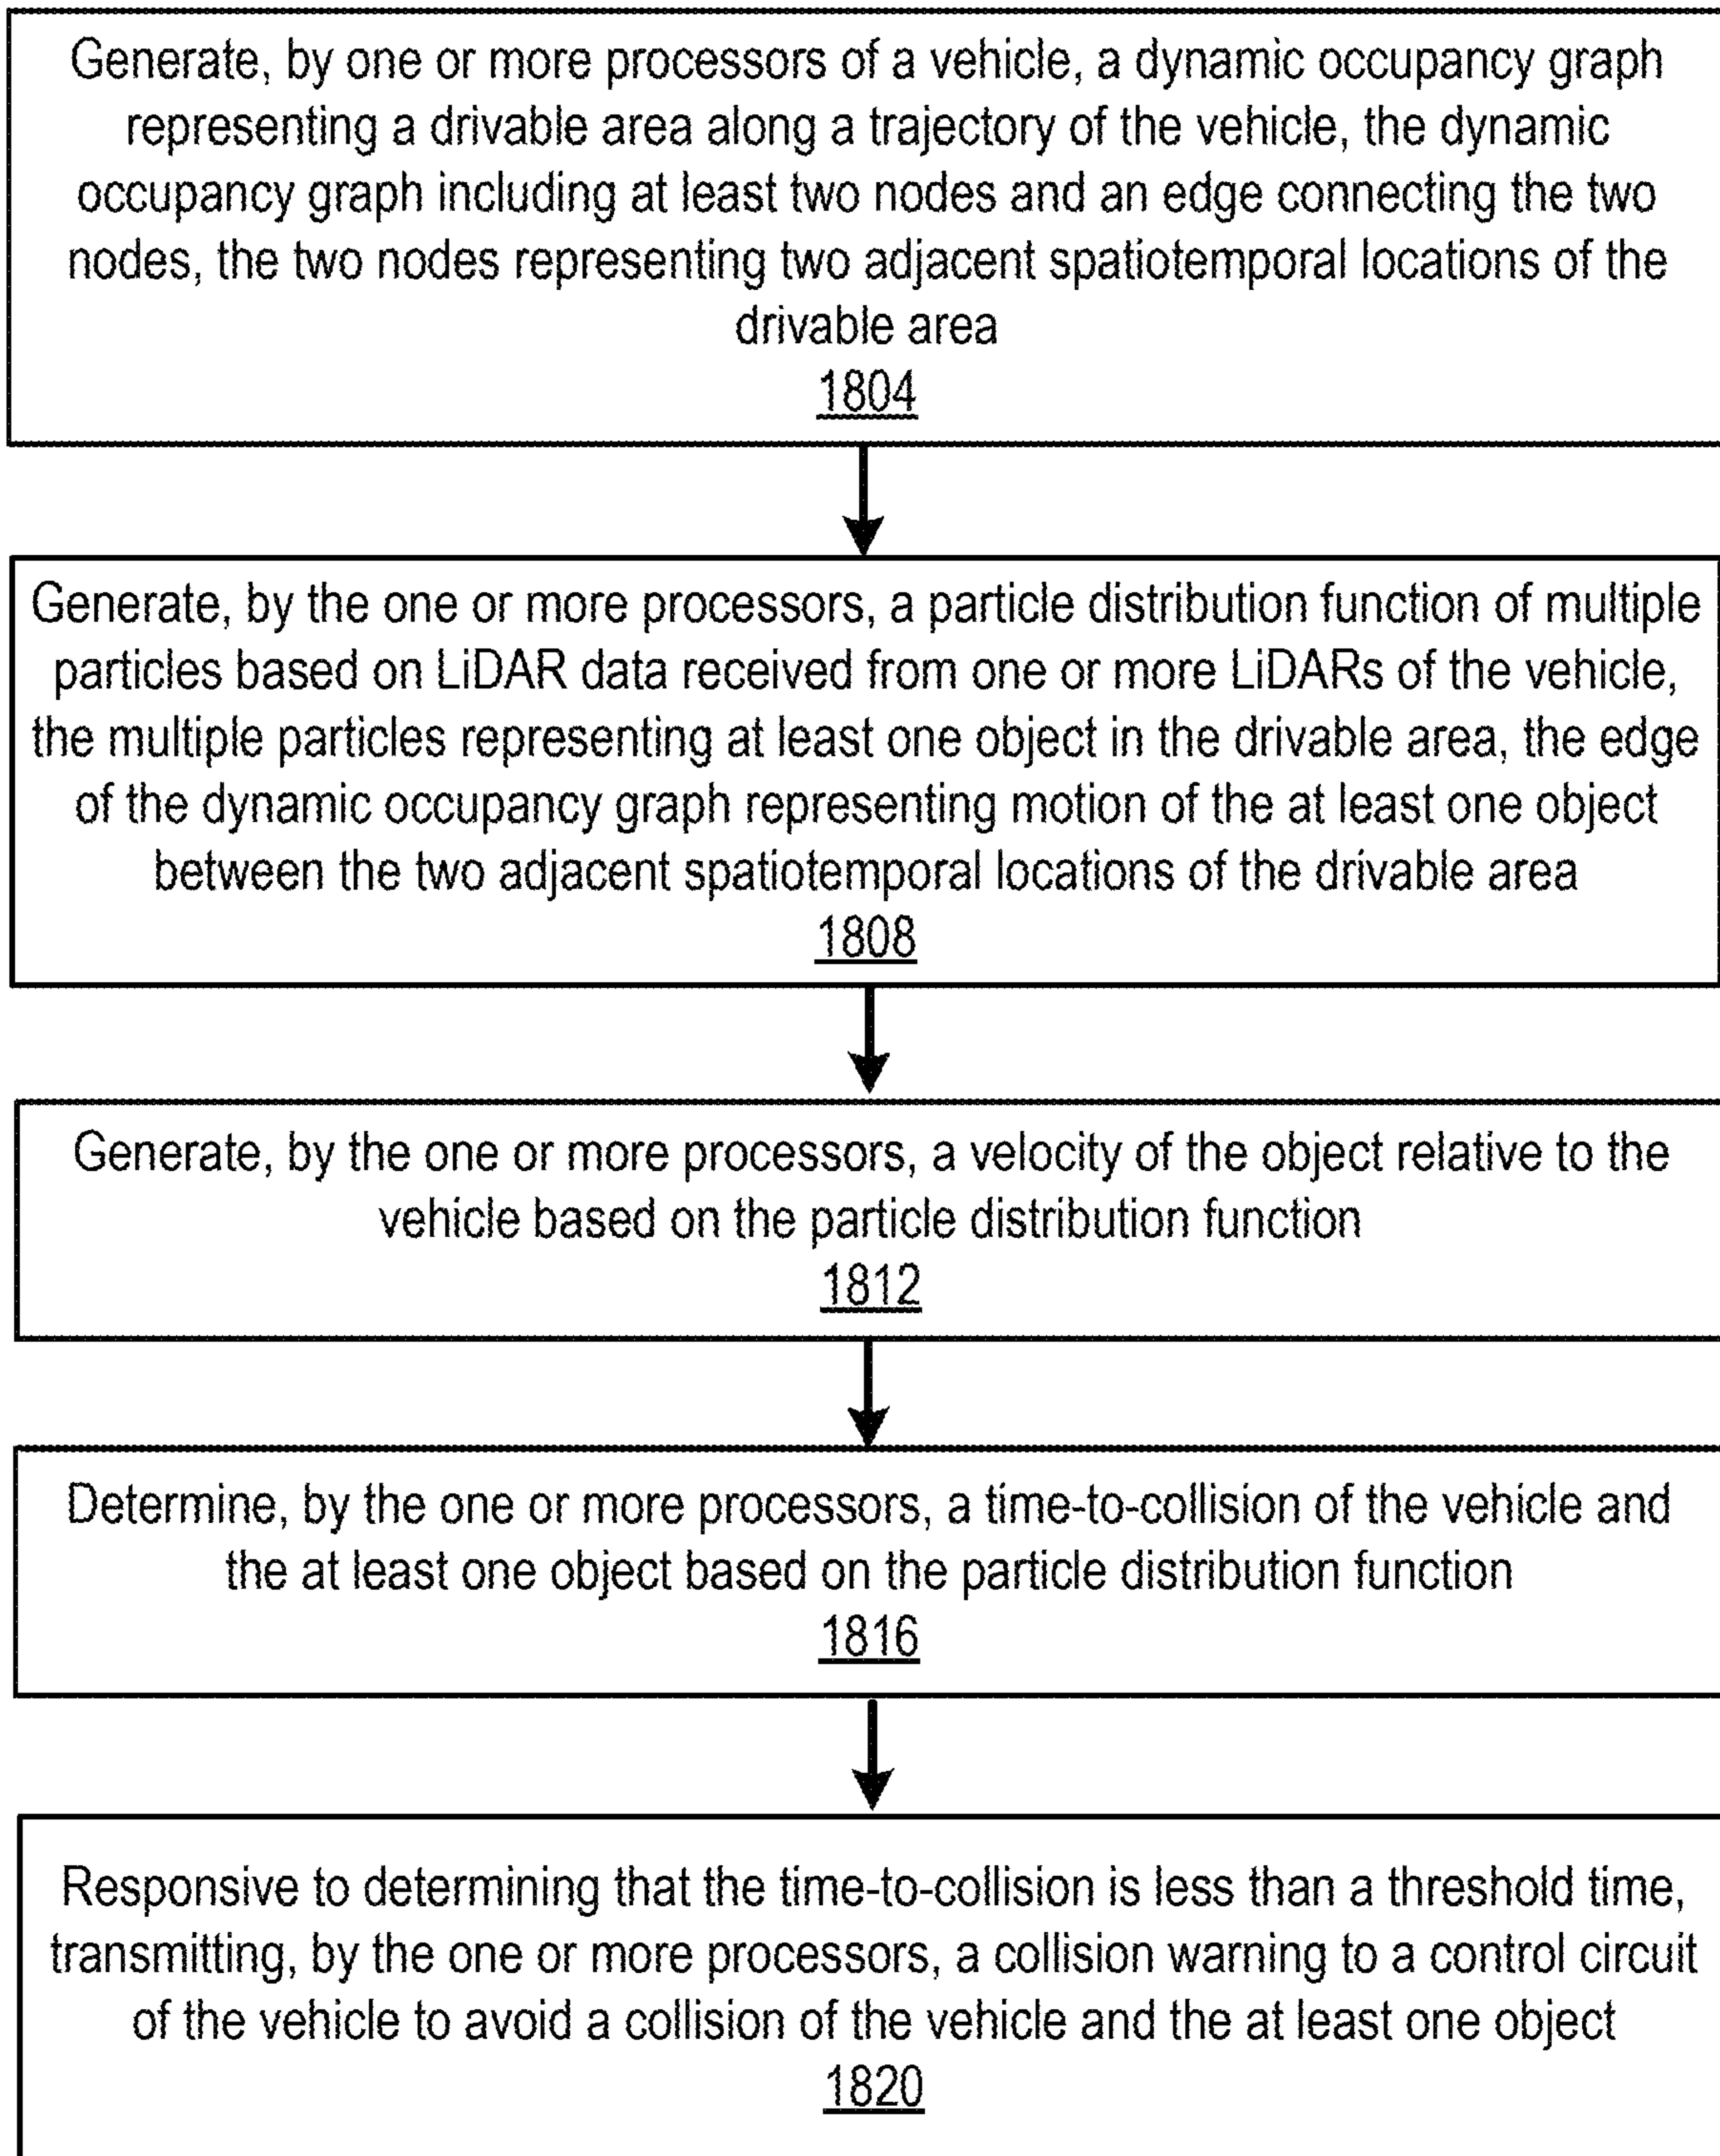 Generate, by one or more processors of a vehicle, a dynamic occupancy graph
representing a drivable area along a trajectory of the vehicle, the dynamic
occupancy graph including at least two nodes and an edge connecting the two
nodes, the two nodes representing two adjacent spatiotemporal locations of the
drivable area
1804
Generate, by the one or more processors, a particle distribution function of multiple
particles based on LiDAR data received from one or more LiDARs of the vehicle,
the multiple particles representing at least one object in the drivable area, the edge
of the dynamic occupancy graph representing motion of the at least one object
between the two adjacent spatiotemporal locations of the drivable area
1808
Generate, by the one or more processors, a velocity of the object relative to the
vehicle based on the particle distribution function
1812
Determine, by the one or more processors, a time-to-collision of the vehicle and
the at least one object based on the particle distribution function
1816
Responsive to determining that the time-to-collision is less than a threshold time,
transmitting, by the one or more processors, a collision warning to a control circuit
of the vehicle to avoid a collision of the vehicle and the at least one object
1820